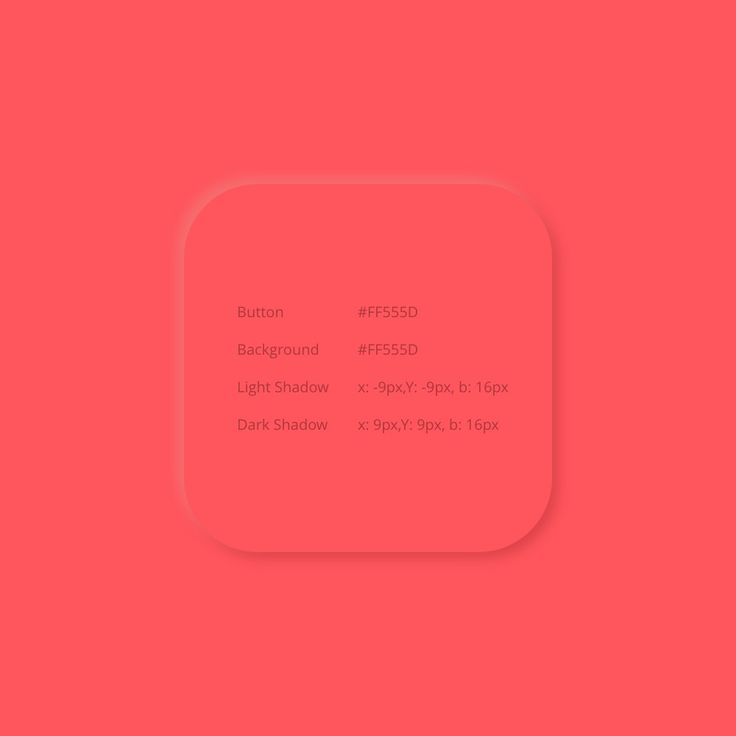 Button #FF555D
Background #FF555D
Light Shadow x: -9px,Y: -9px, b: 16px
Dark Shadow x: 9px,Y: 9px, b: 16px